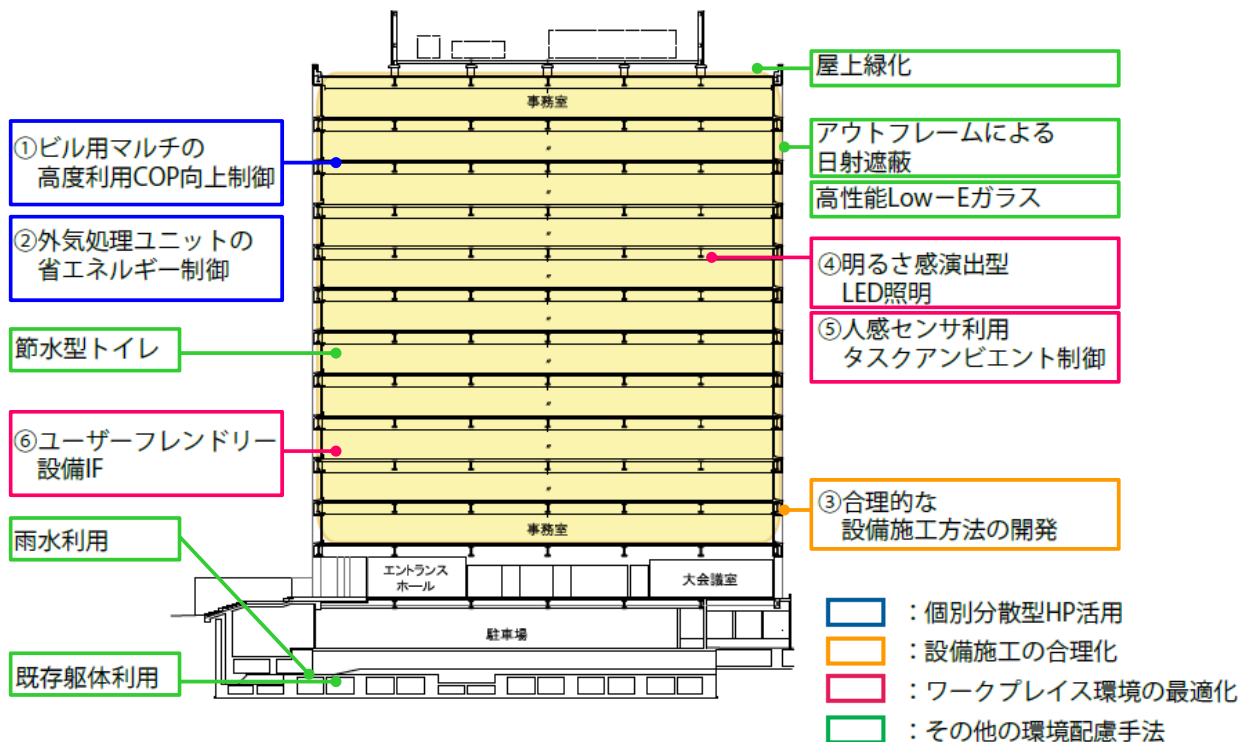 屋上緑化
事務室
アウトフレームによる
日射遮蔽
①ビル用マルチの
高度利用COP向上制御
〃
高性能Low－Eガラス
〃
②外気処理ユニットの
省エネルギー制御
〃
④明るさ感演出型
LED照明
〃
〃
⑤人感センサ利用
タスクアンビエント制御
節水型トイレ
〃
〃
⑥ユーザーフレンドリー
設備IF
〃
〃
③合理的な
設備施工方法の開発
事務室
雨水利用
エントランス
ホール
大会議室
駐車場
既存躯体利用
：個別分散型HP活用
：設備施工の合理化
：ワークプレイス環境の最適化
：その他の環境配慮手法